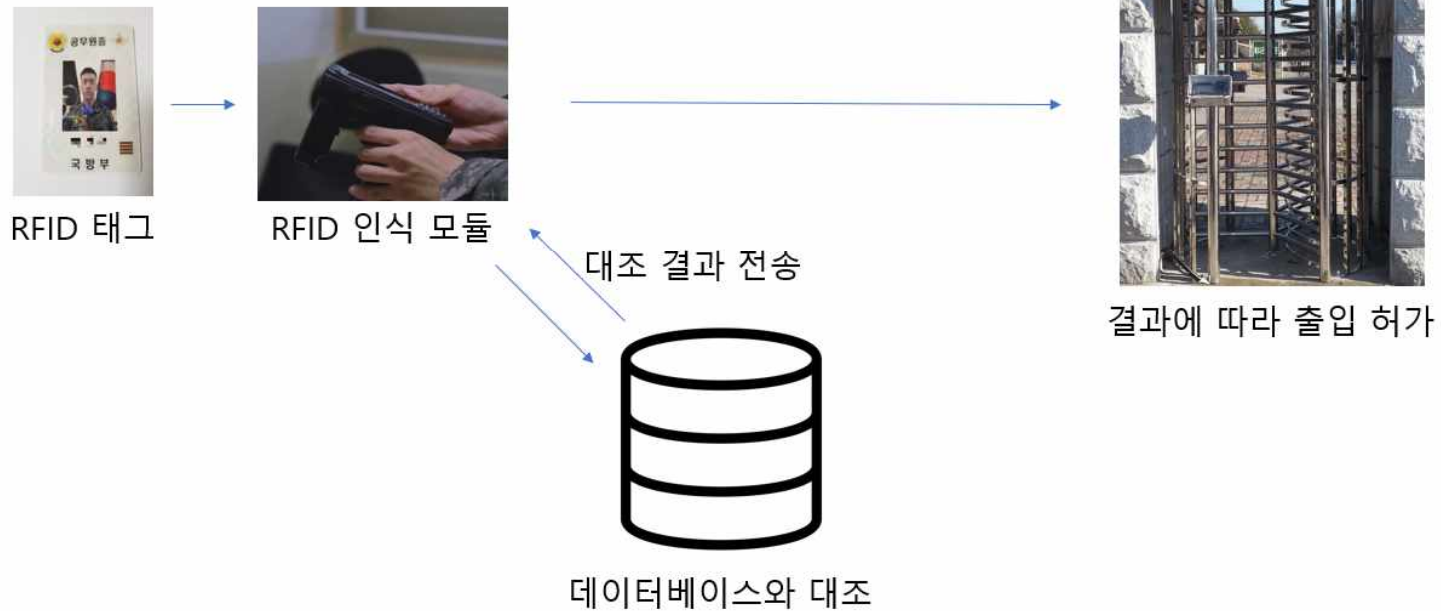 공무원증
국방부
RFID 태그
RFID 인식 모듈
대조 결과 전송
결과에 따라 출입 허가
데이터베이스와 대조